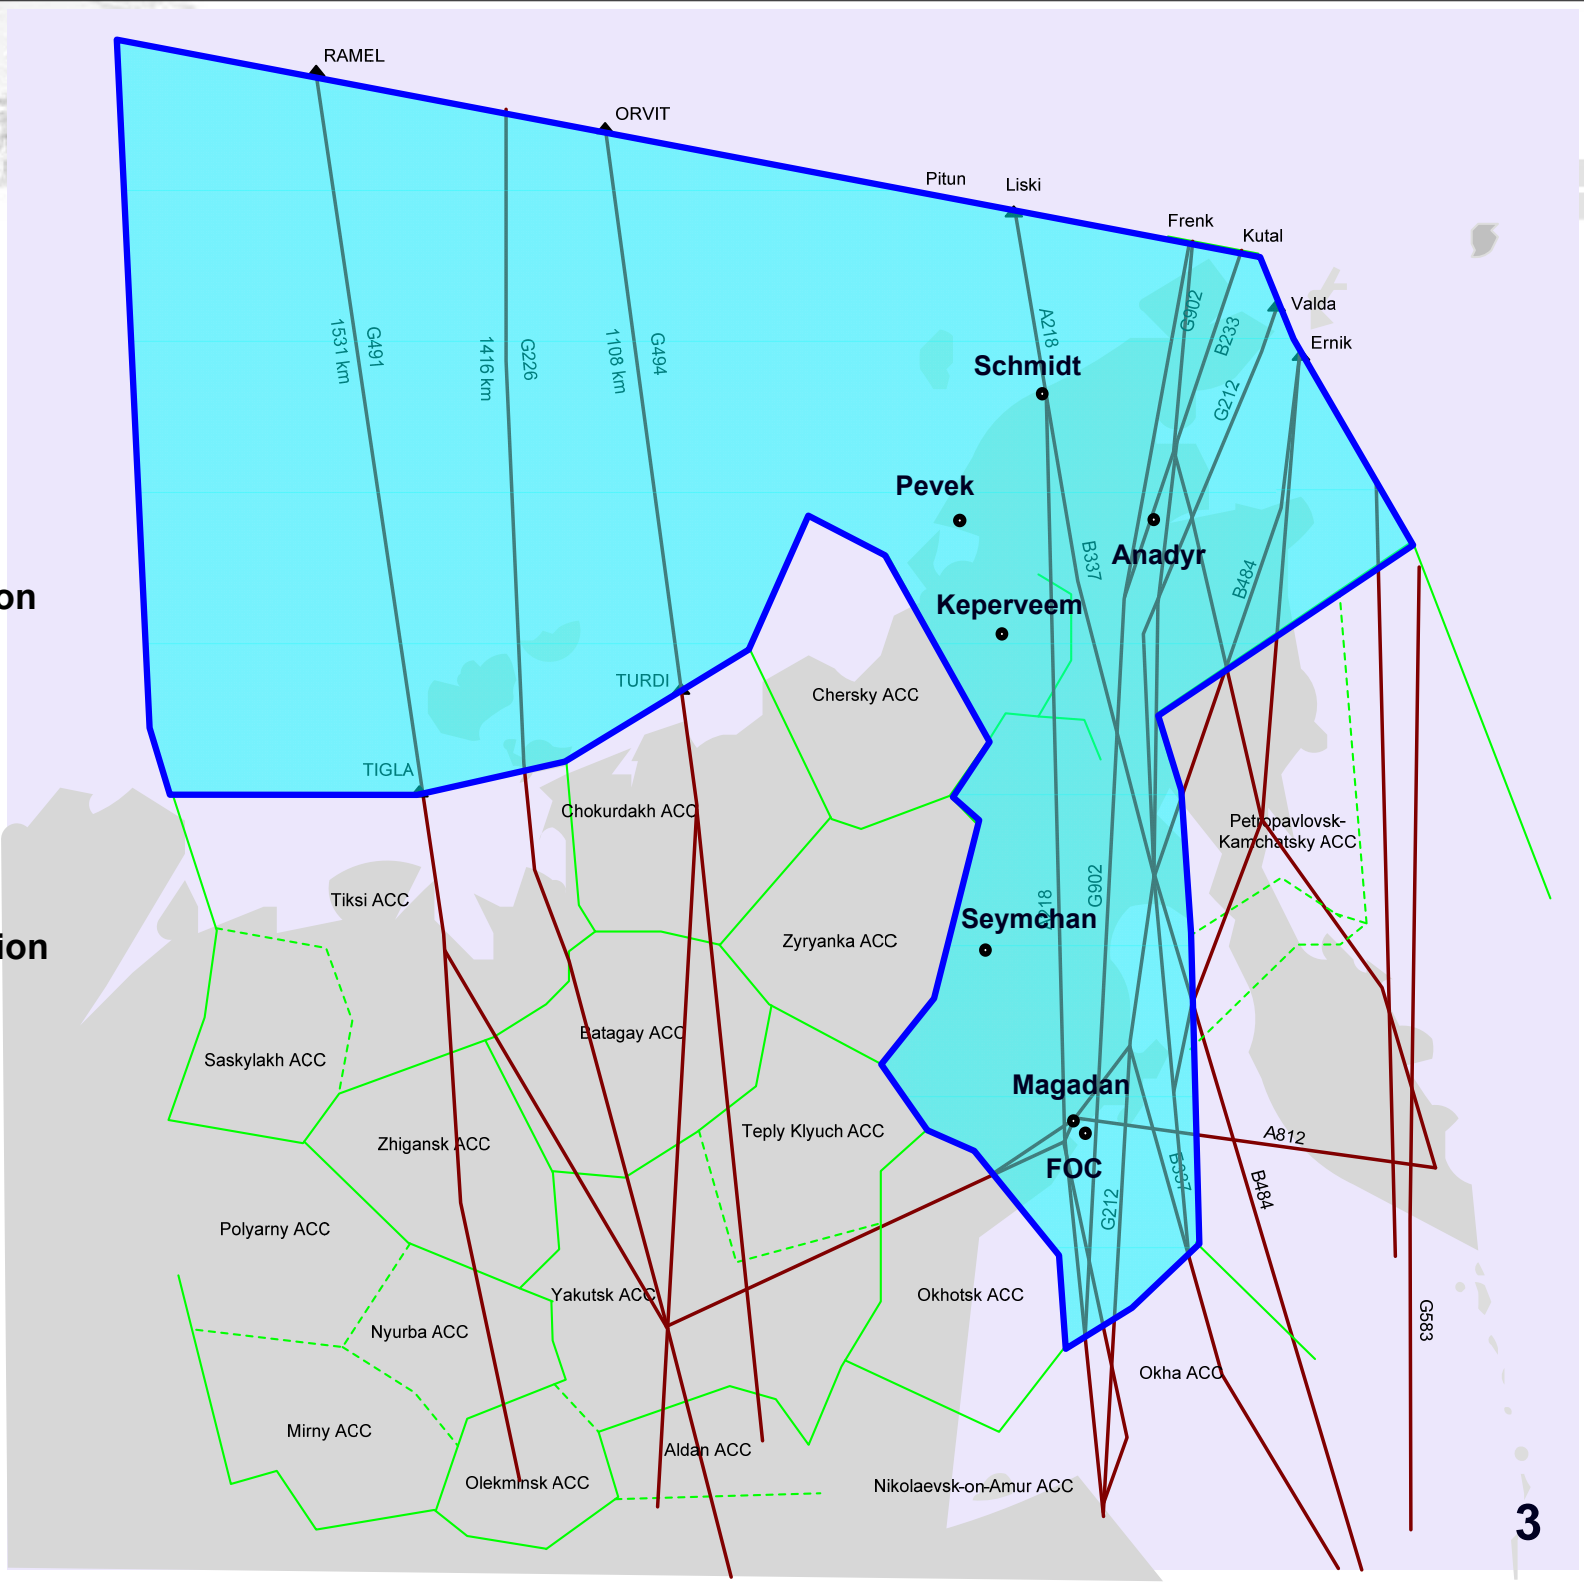 RAMEL
ORVIT
Pitun
Liski
Frenk
Kutal
Valda
Ernik
G902
B233
A218
G491
1531 km
G226
1416 km
G494
1108 km
Schmidt
G212
Pevek
Anadyr
B337
B484
on
Keperveem
TURDI
Chersky ACC
TIGLA
Chokurdakh ACC
Petropavlovsk-
Kamchatsky ACC
Tiksi ACC
G902
A218
Seymchan
ion
Zyryanka ACC
Batagay ACC
Saskylakh ACC
Magadan
Teply Klyuch ACC
A812
Zhigansk ACC
FOC
B337
B484
G212
Polyarny ACC
Yakutsk ACC
Okhotsk ACC
G583
Nyurba ACC
Okha ACC
Mirny ACC
Aldan ACC
Olekminsk ACC
Nikolaevsk-on-Amur ACC
3